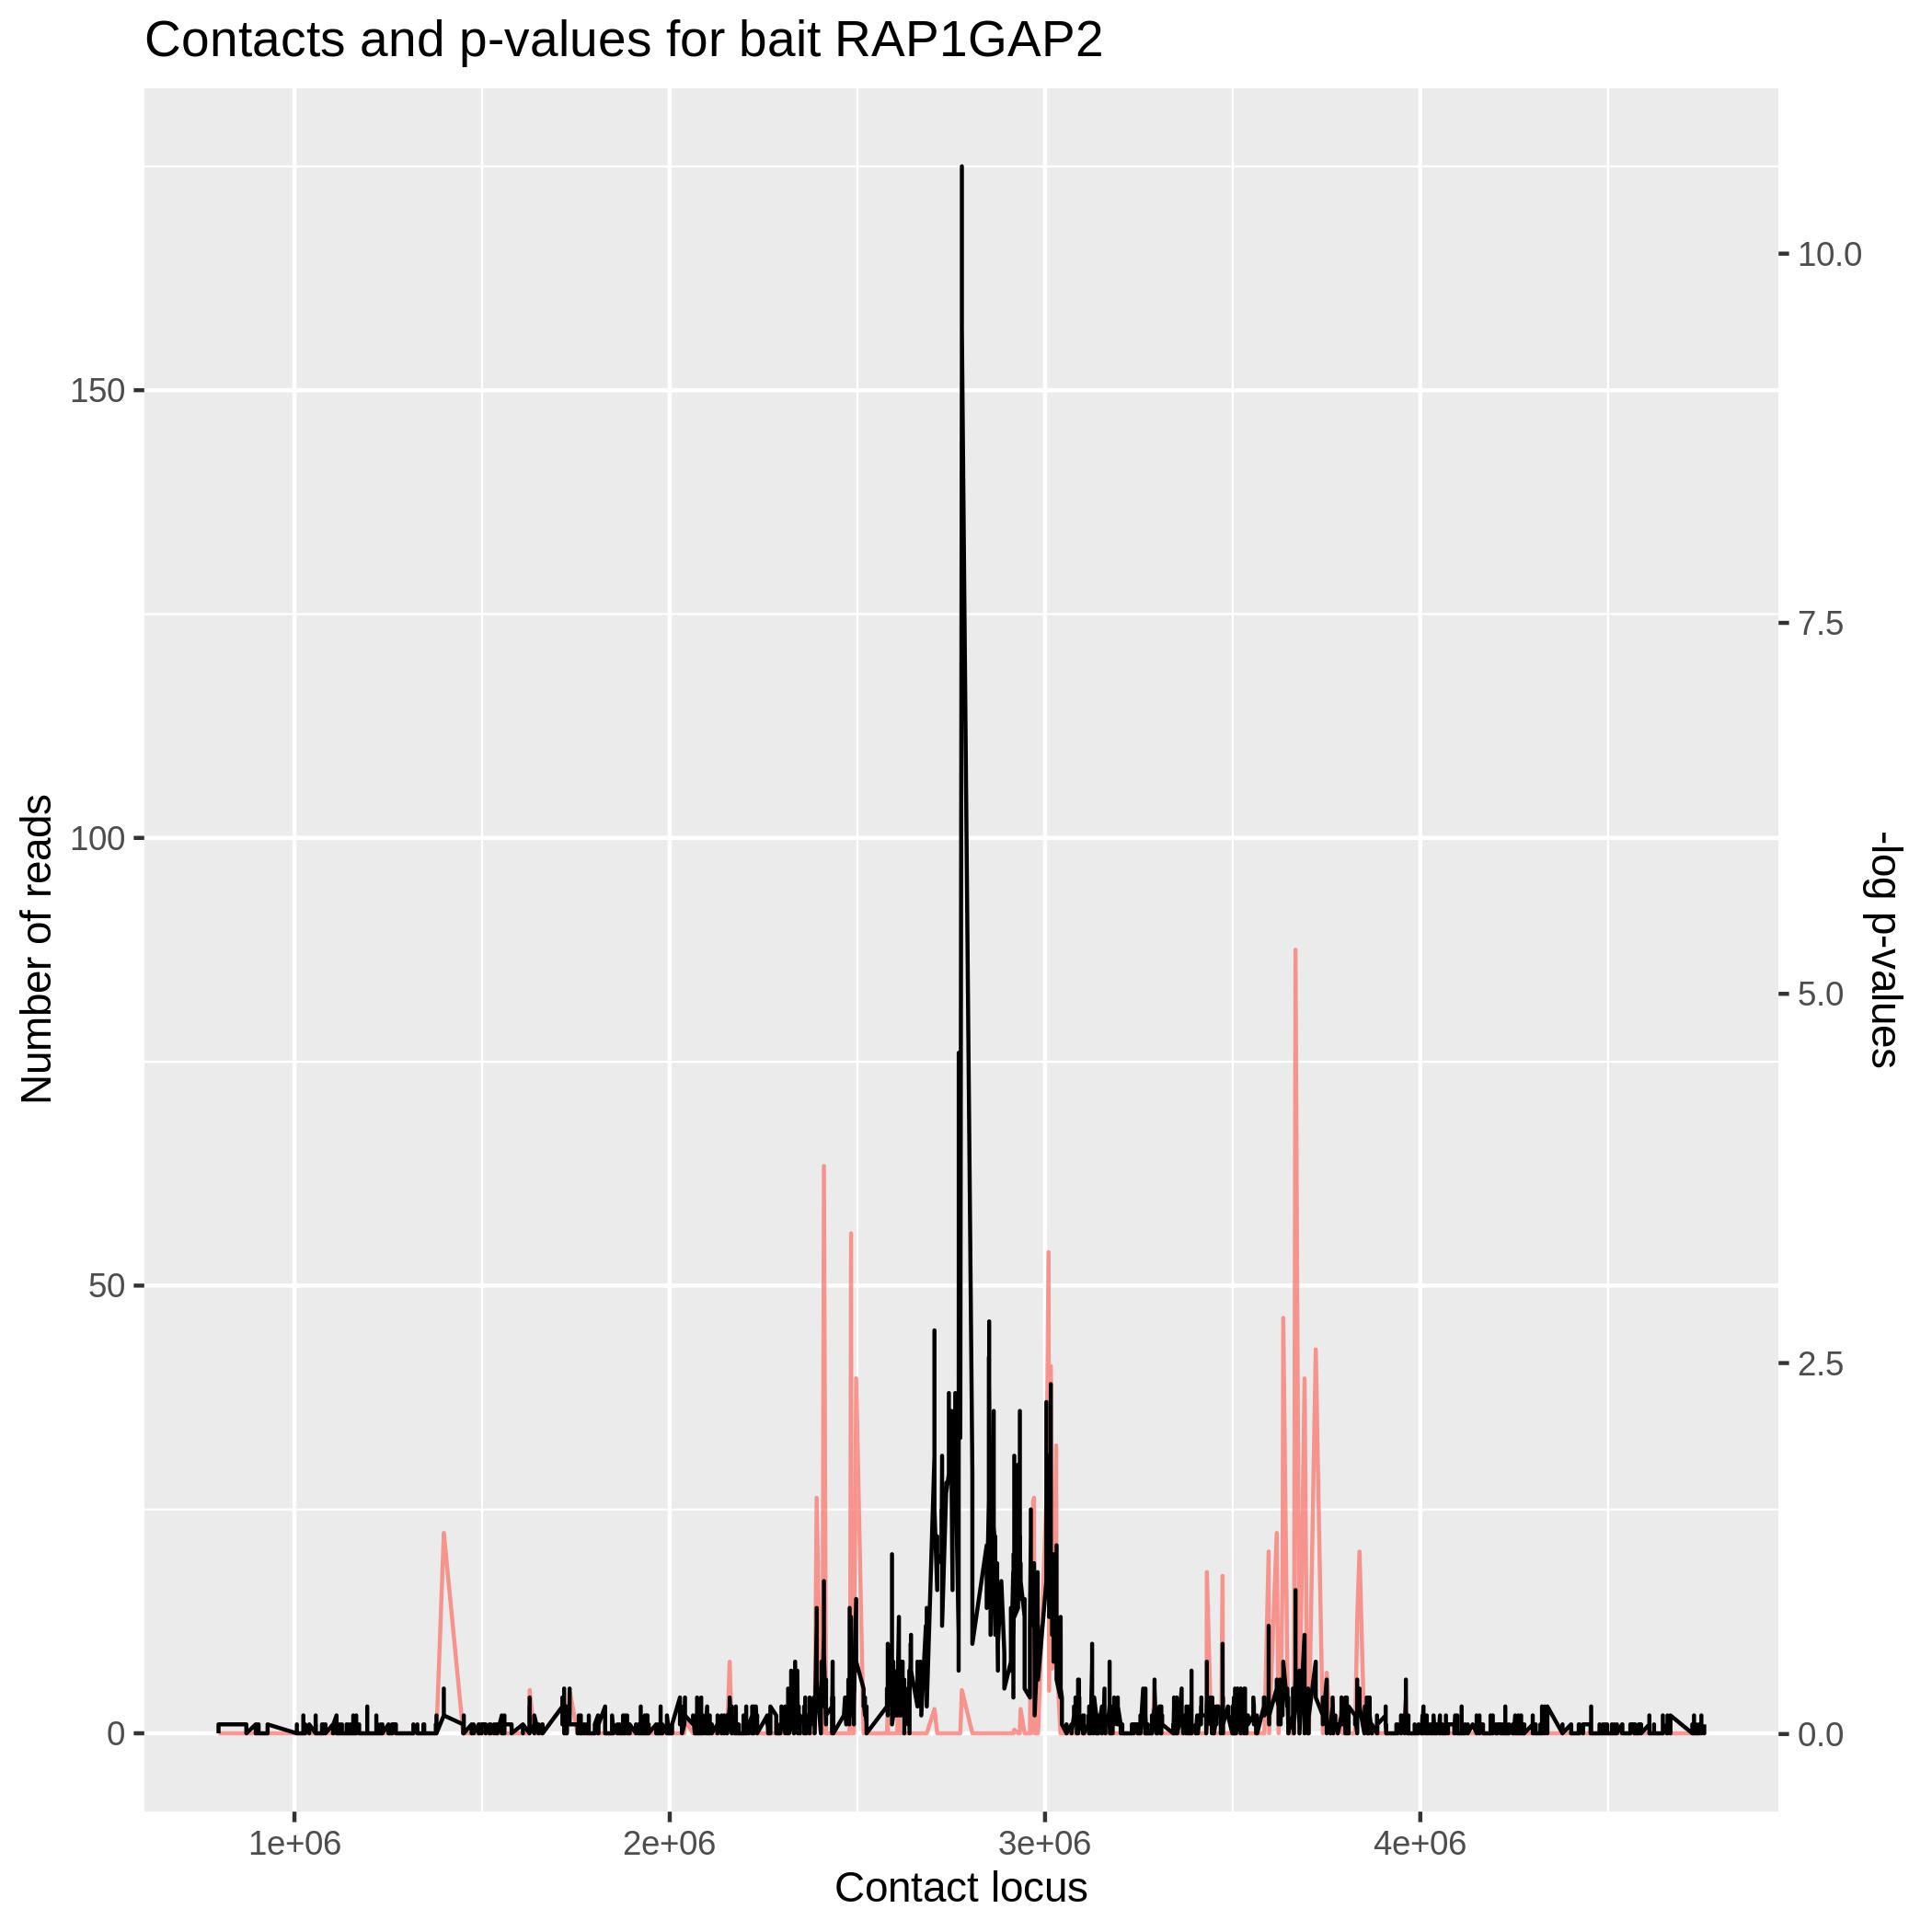 Contacts and p-values for bait RAP1GAP2
150
100
50
0
Number of reads
10.0
7.5
5.0
2.5
0.0
-log p-values
1e+06 2e+06 3e+06 4e+06
Contact locus